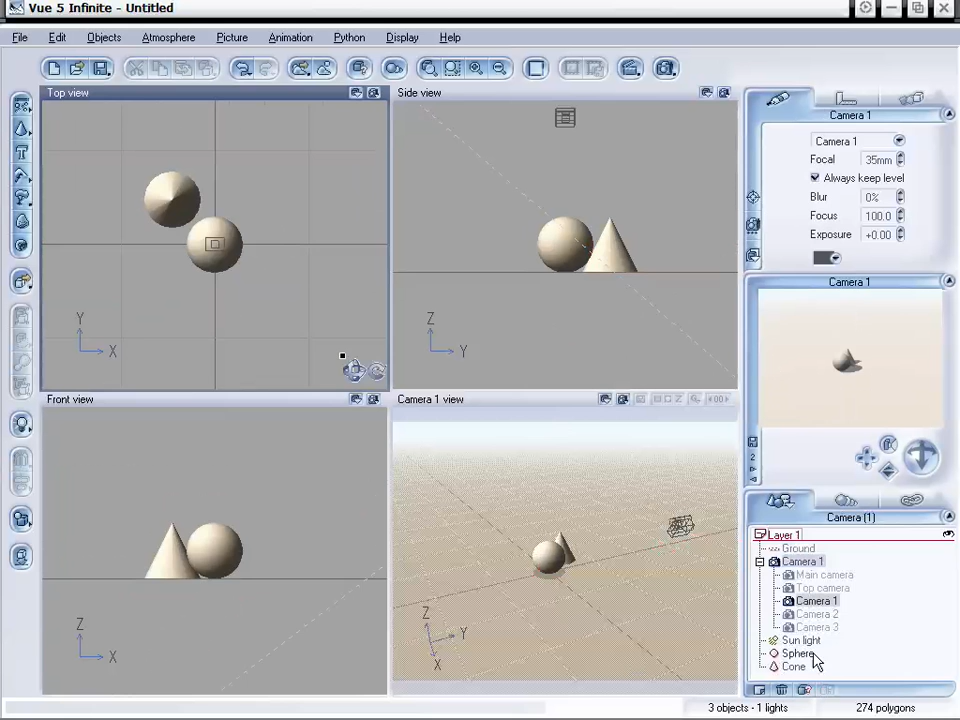 Vue 5 Infinite - Untitled
File Edit Objects Atmosphere Picture Animation Python Display Help
Top view
Side view
Y
X
Z
Y
Front view
Camera 1 view
Z
X
Z
Y
X
Camera 1
Camera 1
Focal 35mm
Always keep level
Blur 0%
Focus 100.0
Exposure +0.00
Camera 1
2
Camera (1)
Layer 1
Ground
Camera 1
Main camera
Top camera
Camera 1
Camera 2
Camera 3
Sun light
Sphere
Cone
3 objects - 1 lights 274 polygons